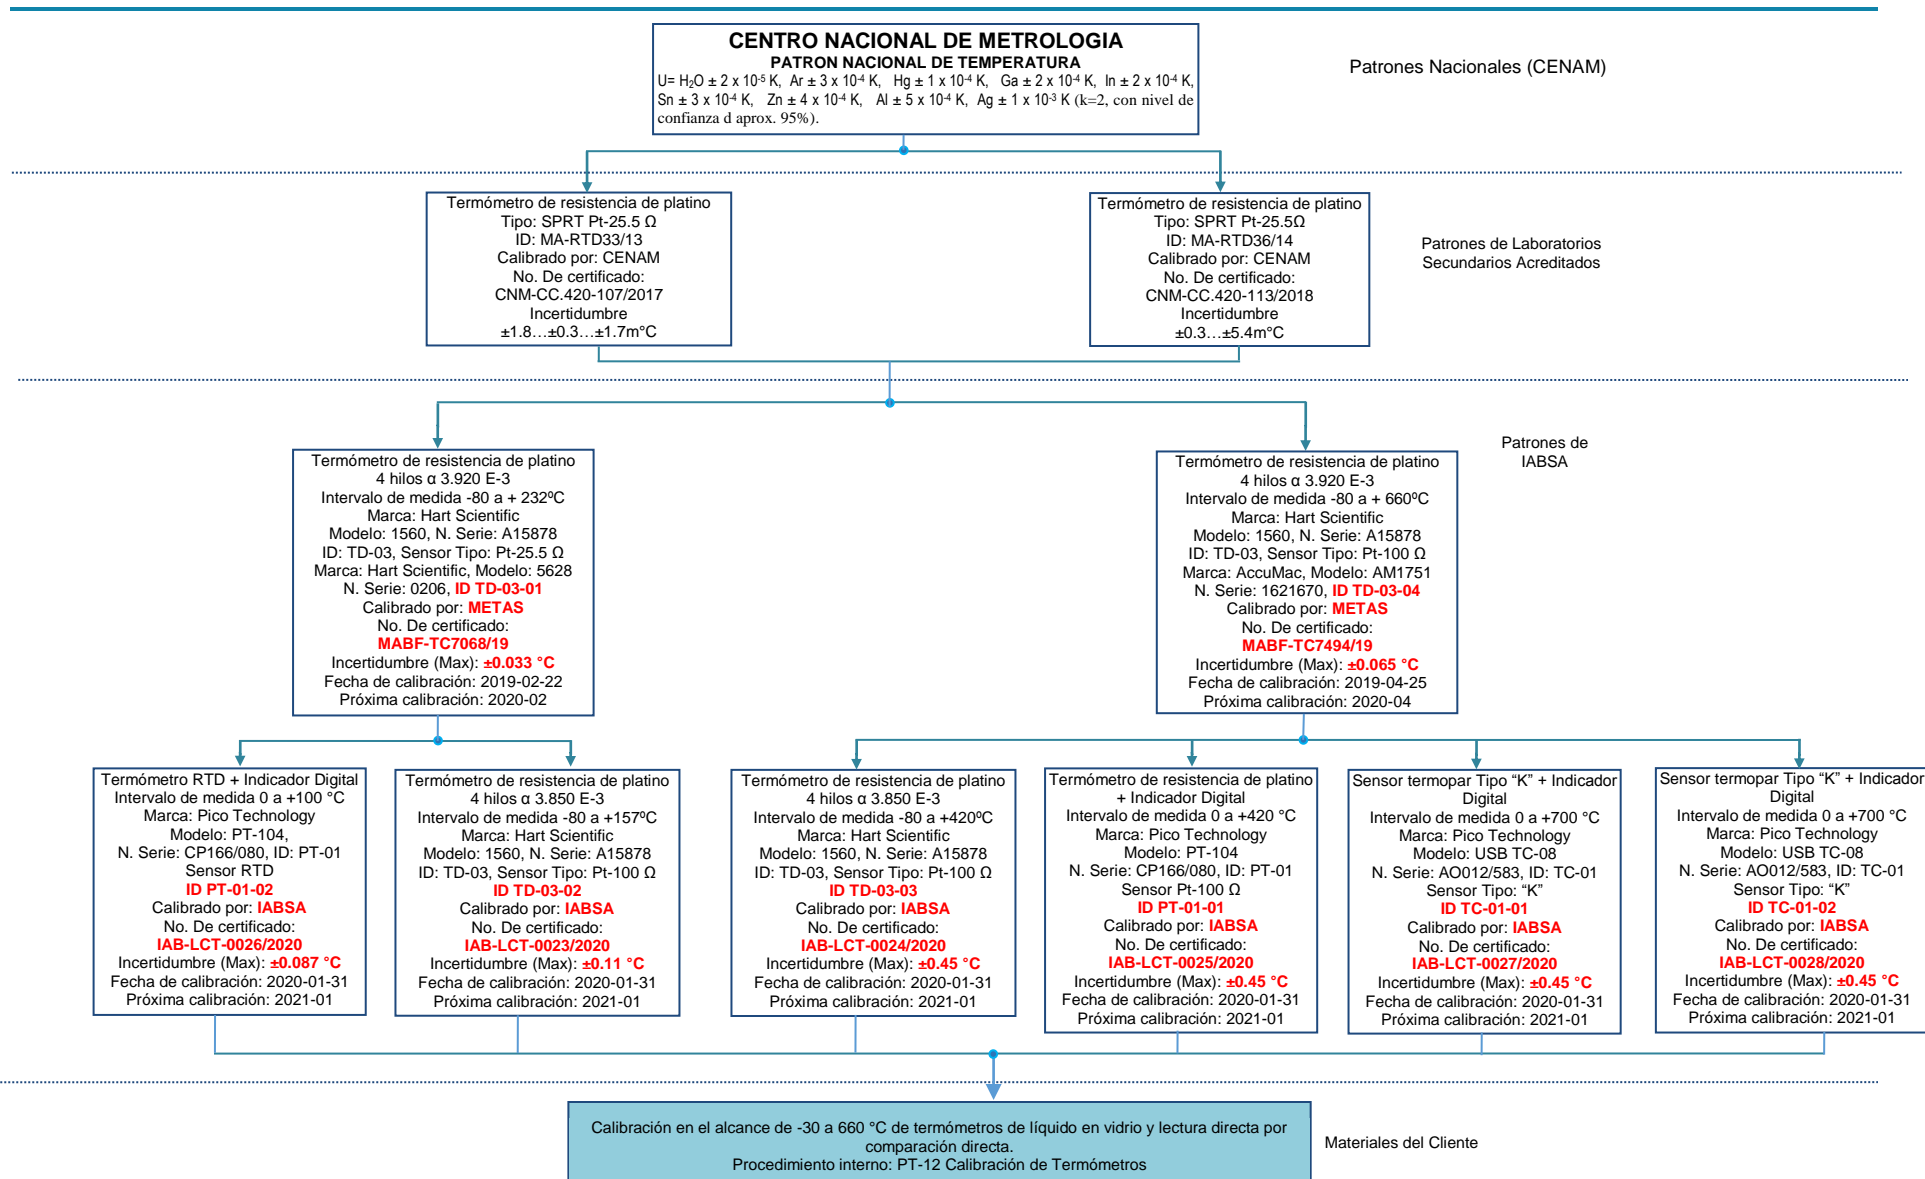 CENTRO NACIONAL DE METROLOGIA
PATRON NACIONAL DE TEMPERATURA
U= H₂O ± 2 x 10⁻⁵ K, Ar ± 3 x 10⁻⁴ K, Hg ± 1 x 10⁻⁴ K, Ga ± 2 x 10⁻⁴ K, In ± 2 x 10⁻⁴ K,
Sn ± 3 x 10⁻⁴ K, Zn ± 4 x 10⁻⁴ K, Al ± 5 x 10⁻⁴ K, Ag ± 1 x 10⁻³ K (k=2, con nivel de
confianza d aprox. 95%).
Patrones Nacionales (CENAM)
Termómetro de resistencia de platino
Tipo: SPRT Pt-25.5 Ω
ID: MA-RTD33/13
Calibrado por: CENAM
No. De certificado:
CNM-CC.420-107/2017
Incertidumbre
±1.8…±0.3…±1.7m°C
Termómetro de resistencia de platino
Tipo: SPRT Pt-25.5Ω
ID: MA-RTD36/14
Calibrado por: CENAM
No. De certificado:
CNM-CC.420-113/2018
Incertidumbre
±0.3…±5.4m°C
Patrones de Laboratorios
Secundarios Acreditados
Termómetro de resistencia de platino
4 hilos α 3.920 E-3
Intervalo de medida -80 a + 232ºC
Marca: Hart Scientific
Modelo: 1560, N. Serie: A15878
ID: TD-03, Sensor Tipo: Pt-25.5 Ω
Marca: Hart Scientific, Modelo: 5628
N. Serie: 0206, ID TD-03-01
Calibrado por: METAS
No. De certificado:
MABF-TC7068/19
Incertidumbre (Max): ±0.033 °C
Fecha de calibración: 2019-02-22
Próxima calibración: 2020-02
Termómetro de resistencia de platino
4 hilos α 3.920 E-3
Intervalo de medida -80 a + 660ºC
Marca: Hart Scientific
Modelo: 1560, N. Serie: A15878
ID: TD-03, Sensor Tipo: Pt-100 Ω
Marca: AccuMac, Modelo: AM1751
N. Serie: 1621670, ID TD-03-04
Calibrado por: METAS
No. De certificado:
MABF-TC7494/19
Incertidumbre (Max): ±0.065 °C
Fecha de calibración: 2019-04-25
Próxima calibración: 2020-04
Patrones de
IABSA
Termómetro RTD + Indicador Digital
Intervalo de medida 0 a +100 °C
Marca: Pico Technology
Modelo: PT-104,
N. Serie: CP166/080, ID: PT-01
Sensor RTD
ID PT-01-02
Calibrado por: IABSA
No. De certificado:
IAB-LCT-0026/2020
Incertidumbre (Max): ±0.087 °C
Fecha de calibración: 2020-01-31
Próxima calibración: 2021-01
Termómetro de resistencia de platino
4 hilos α 3.850 E-3
Intervalo de medida -80 a +157ºC
Marca: Hart Scientific
Modelo: 1560, N. Serie: A15878
ID: TD-03, Sensor Tipo: Pt-100 Ω
ID TD-03-02
Calibrado por: IABSA
No. De certificado:
IAB-LCT-0023/2020
Incertidumbre (Max): ±0.11 °C
Fecha de calibración: 2020-01-31
Próxima calibración: 2021-01
Termómetro de resistencia de platino
4 hilos α 3.850 E-3
Intervalo de medida -80 a +420ºC
Marca: Hart Scientific
Modelo: 1560, N. Serie: A15878
ID: TD-03, Sensor Tipo: Pt-100 Ω
ID TD-03-03
Calibrado por: IABSA
No. De certificado:
IAB-LCT-0024/2020
Incertidumbre (Max): ±0.45 °C
Fecha de calibración: 2020-01-31
Próxima calibración: 2021-01
Termómetro de resistencia de platino
+ Indicador Digital
Intervalo de medida 0 a +420 °C
Marca: Pico Technology
Modelo: PT-104
N. Serie: CP166/080, ID: PT-01
Sensor Pt-100 Ω
ID PT-01-01
Calibrado por: IABSA
No. De certificado:
IAB-LCT-0025/2020
Incertidumbre (Max): ±0.45 °C
Fecha de calibración: 2020-01-31
Próxima calibración: 2021-01
Sensor termopar Tipo “K” + Indicador
Digital
Intervalo de medida 0 a +700 °C
Marca: Pico Technology
Modelo: USB TC-08
N. Serie: AO012/583, ID: TC-01
Sensor Tipo: “K”
ID TC-01-01
Calibrado por: IABSA
No. De certificado:
IAB-LCT-0027/2020
Incertidumbre (Max): ±0.45 °C
Fecha de calibración: 2020-01-31
Próxima calibración: 2021-01
Sensor termopar Tipo “K” + Indicador
Digital
Intervalo de medida 0 a +700 °C
Marca: Pico Technology
Modelo: USB TC-08
N. Serie: AO012/583, ID: TC-01
Sensor Tipo: “K”
ID TC-01-02
Calibrado por: IABSA
No. De certificado:
IAB-LCT-0028/2020
Incertidumbre (Max): ±0.45 °C
Fecha de calibración: 2020-01-31
Próxima calibración: 2021-01
Calibración en el alcance de -30 a 660 °C de termómetros de líquido en vidrio y lectura directa por
comparación directa.
Procedimiento interno: PT-12 Calibración de Termómetros
Materiales del Cliente